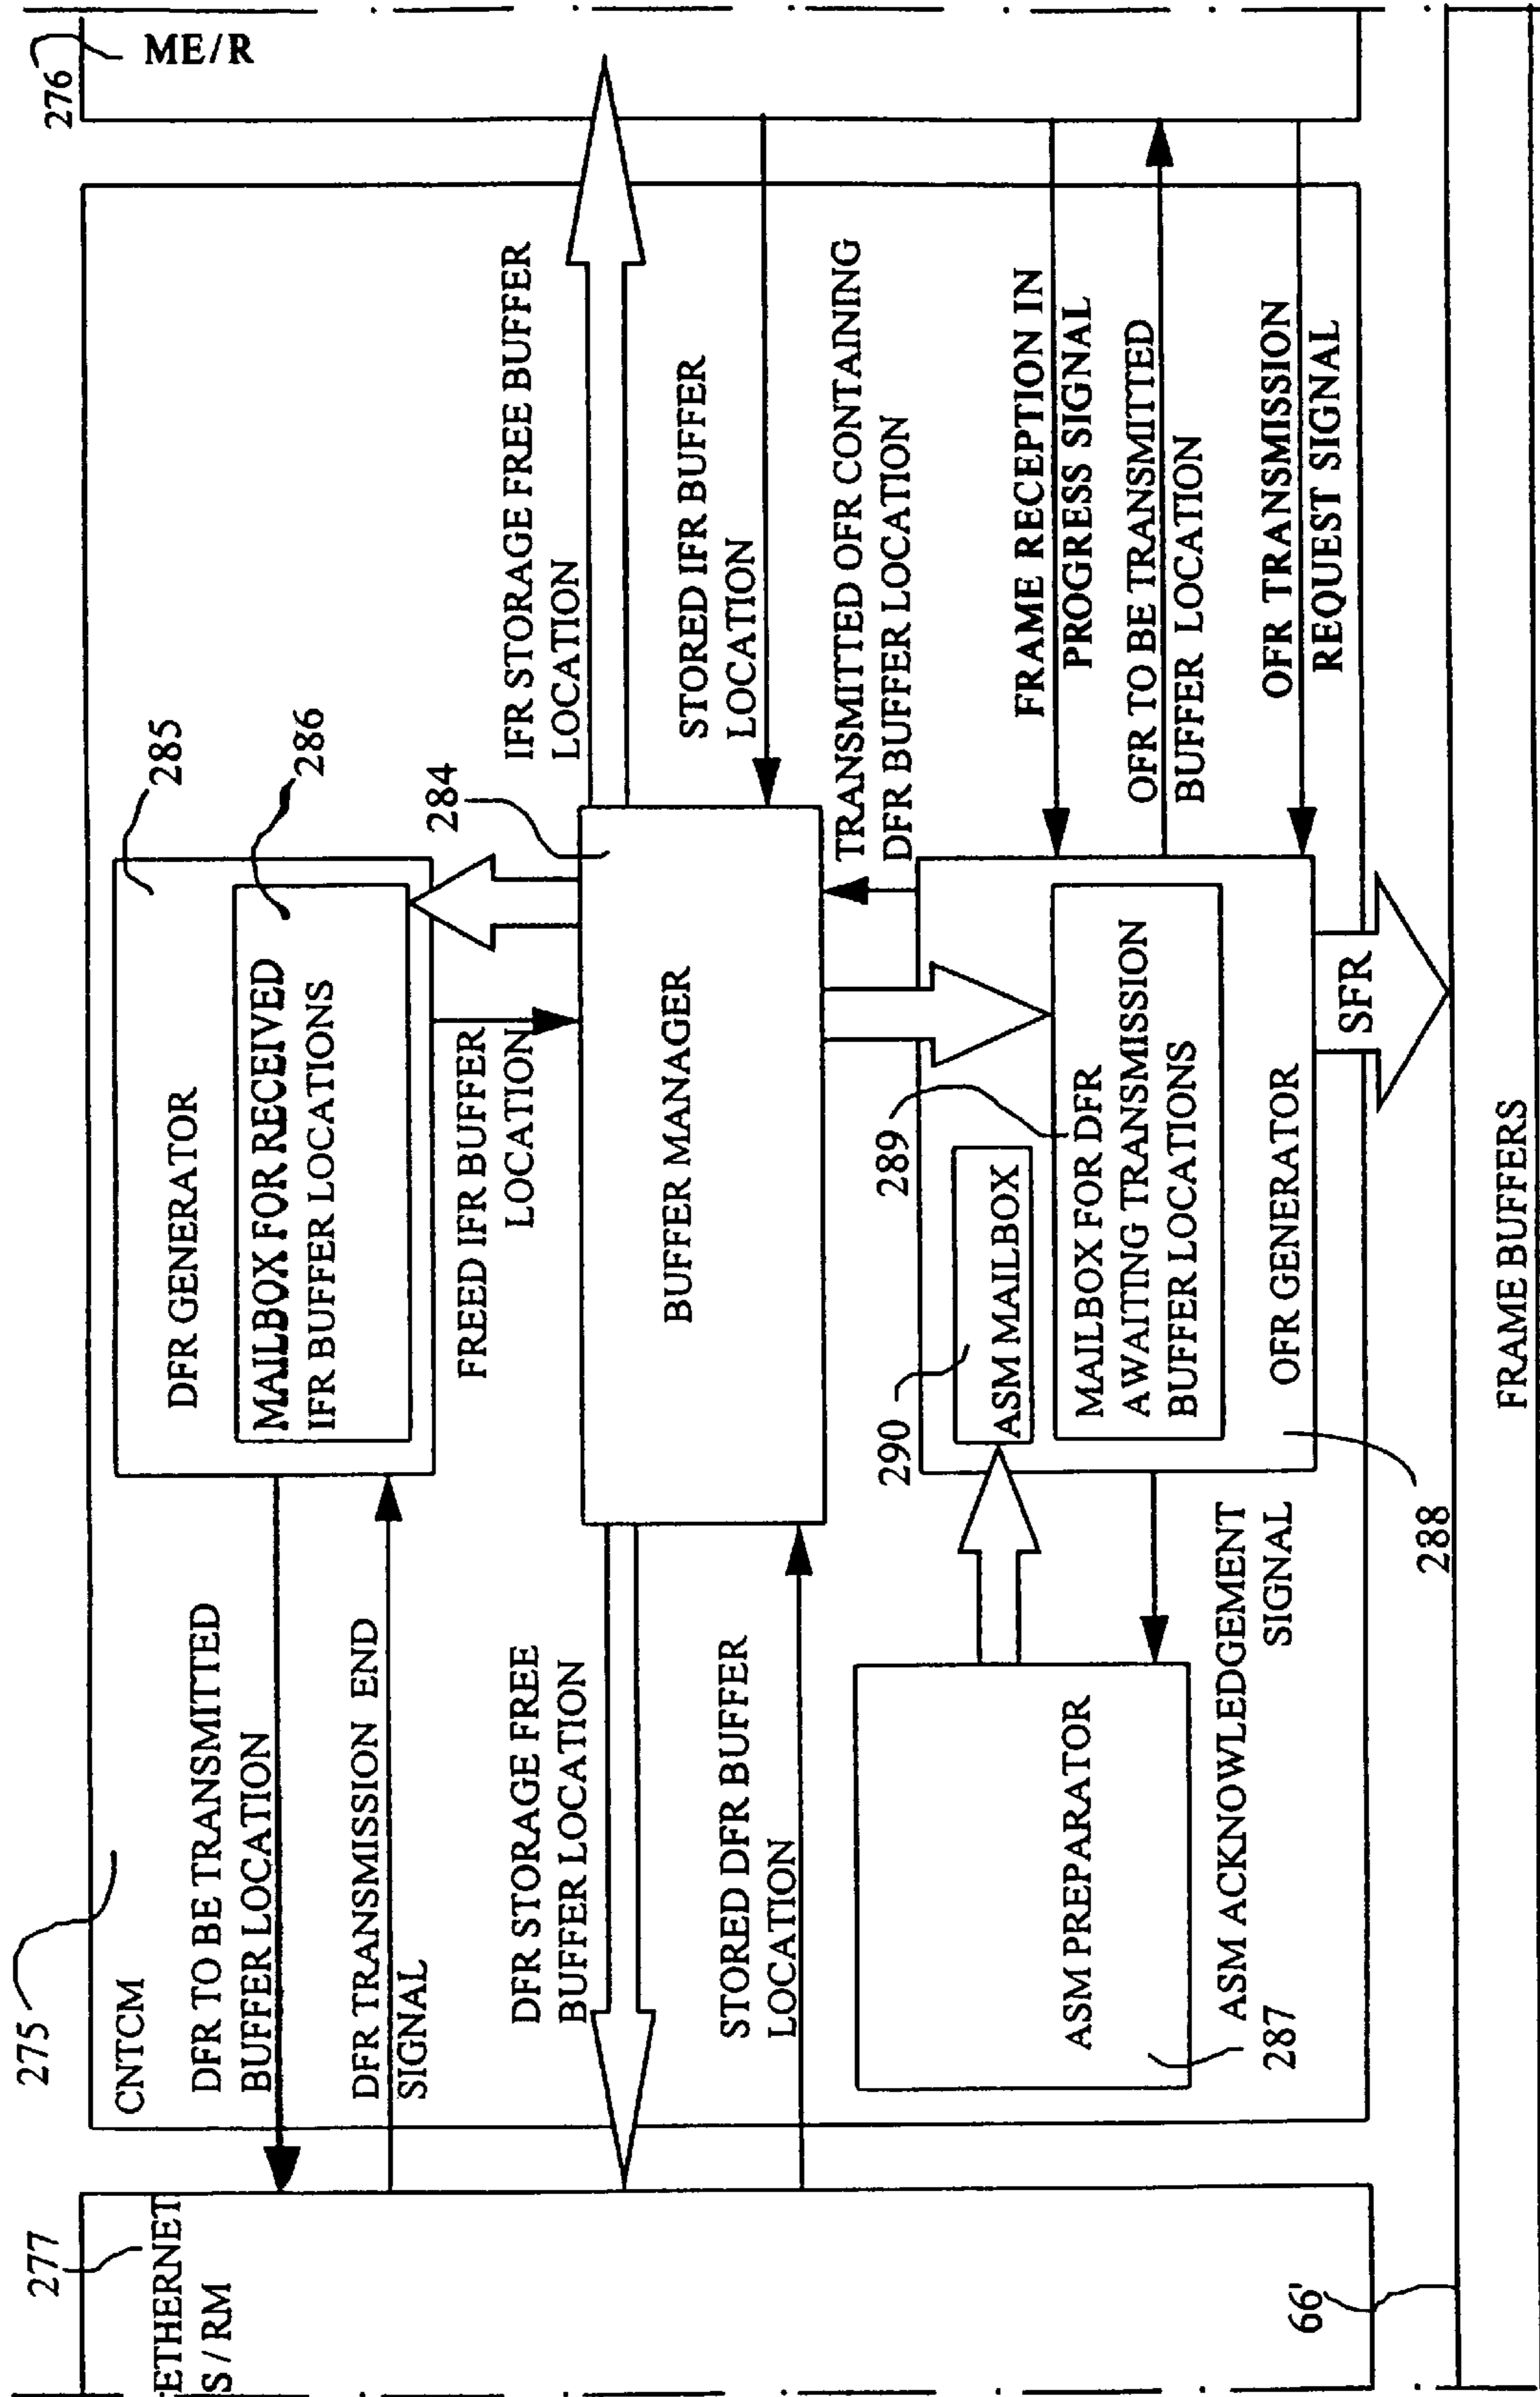 277
ETHERNET
S/RM
275
CNTCM
DFR TO BE TRANSMITTED
BUFFER LOCATION
DFR TRANSMISSION END
SIGNAL
DFR STORAGE FREE
BUFFER LOCATION
STORED DFR BUFFER
LOCATION
ASM PREPARATOR
287
ASM ACKNOWLEDGEMENT
SIGNAL
285
DFR GENERATOR
286
MAILBOX FOR RECEIVED
IFR BUFFER LOCATIONS
FREED IFR BUFFER
LOCATION
284
BUFFER MANAGER
290
ASM MAILBOX
289
MAILBOX FOR DFR
AWAITING TRANSMISSION
BUFFER LOCATIONS
OFR GENERATOR
288
SFR
IFR STORAGE FREE BUFFER
LOCATION
STORED IFR BUFFER
LOCATION
TRANSMITTED OFR CONTAINING
DFR BUFFER LOCATION
FRAME RECEPTION IN
PROGRESS SIGNAL
OFR TO BE TRANSMITTED
BUFFER LOCATION
OFR TRANSMISSION
REQUEST SIGNAL
276
ME/R
66'
FRAME BUFFERS